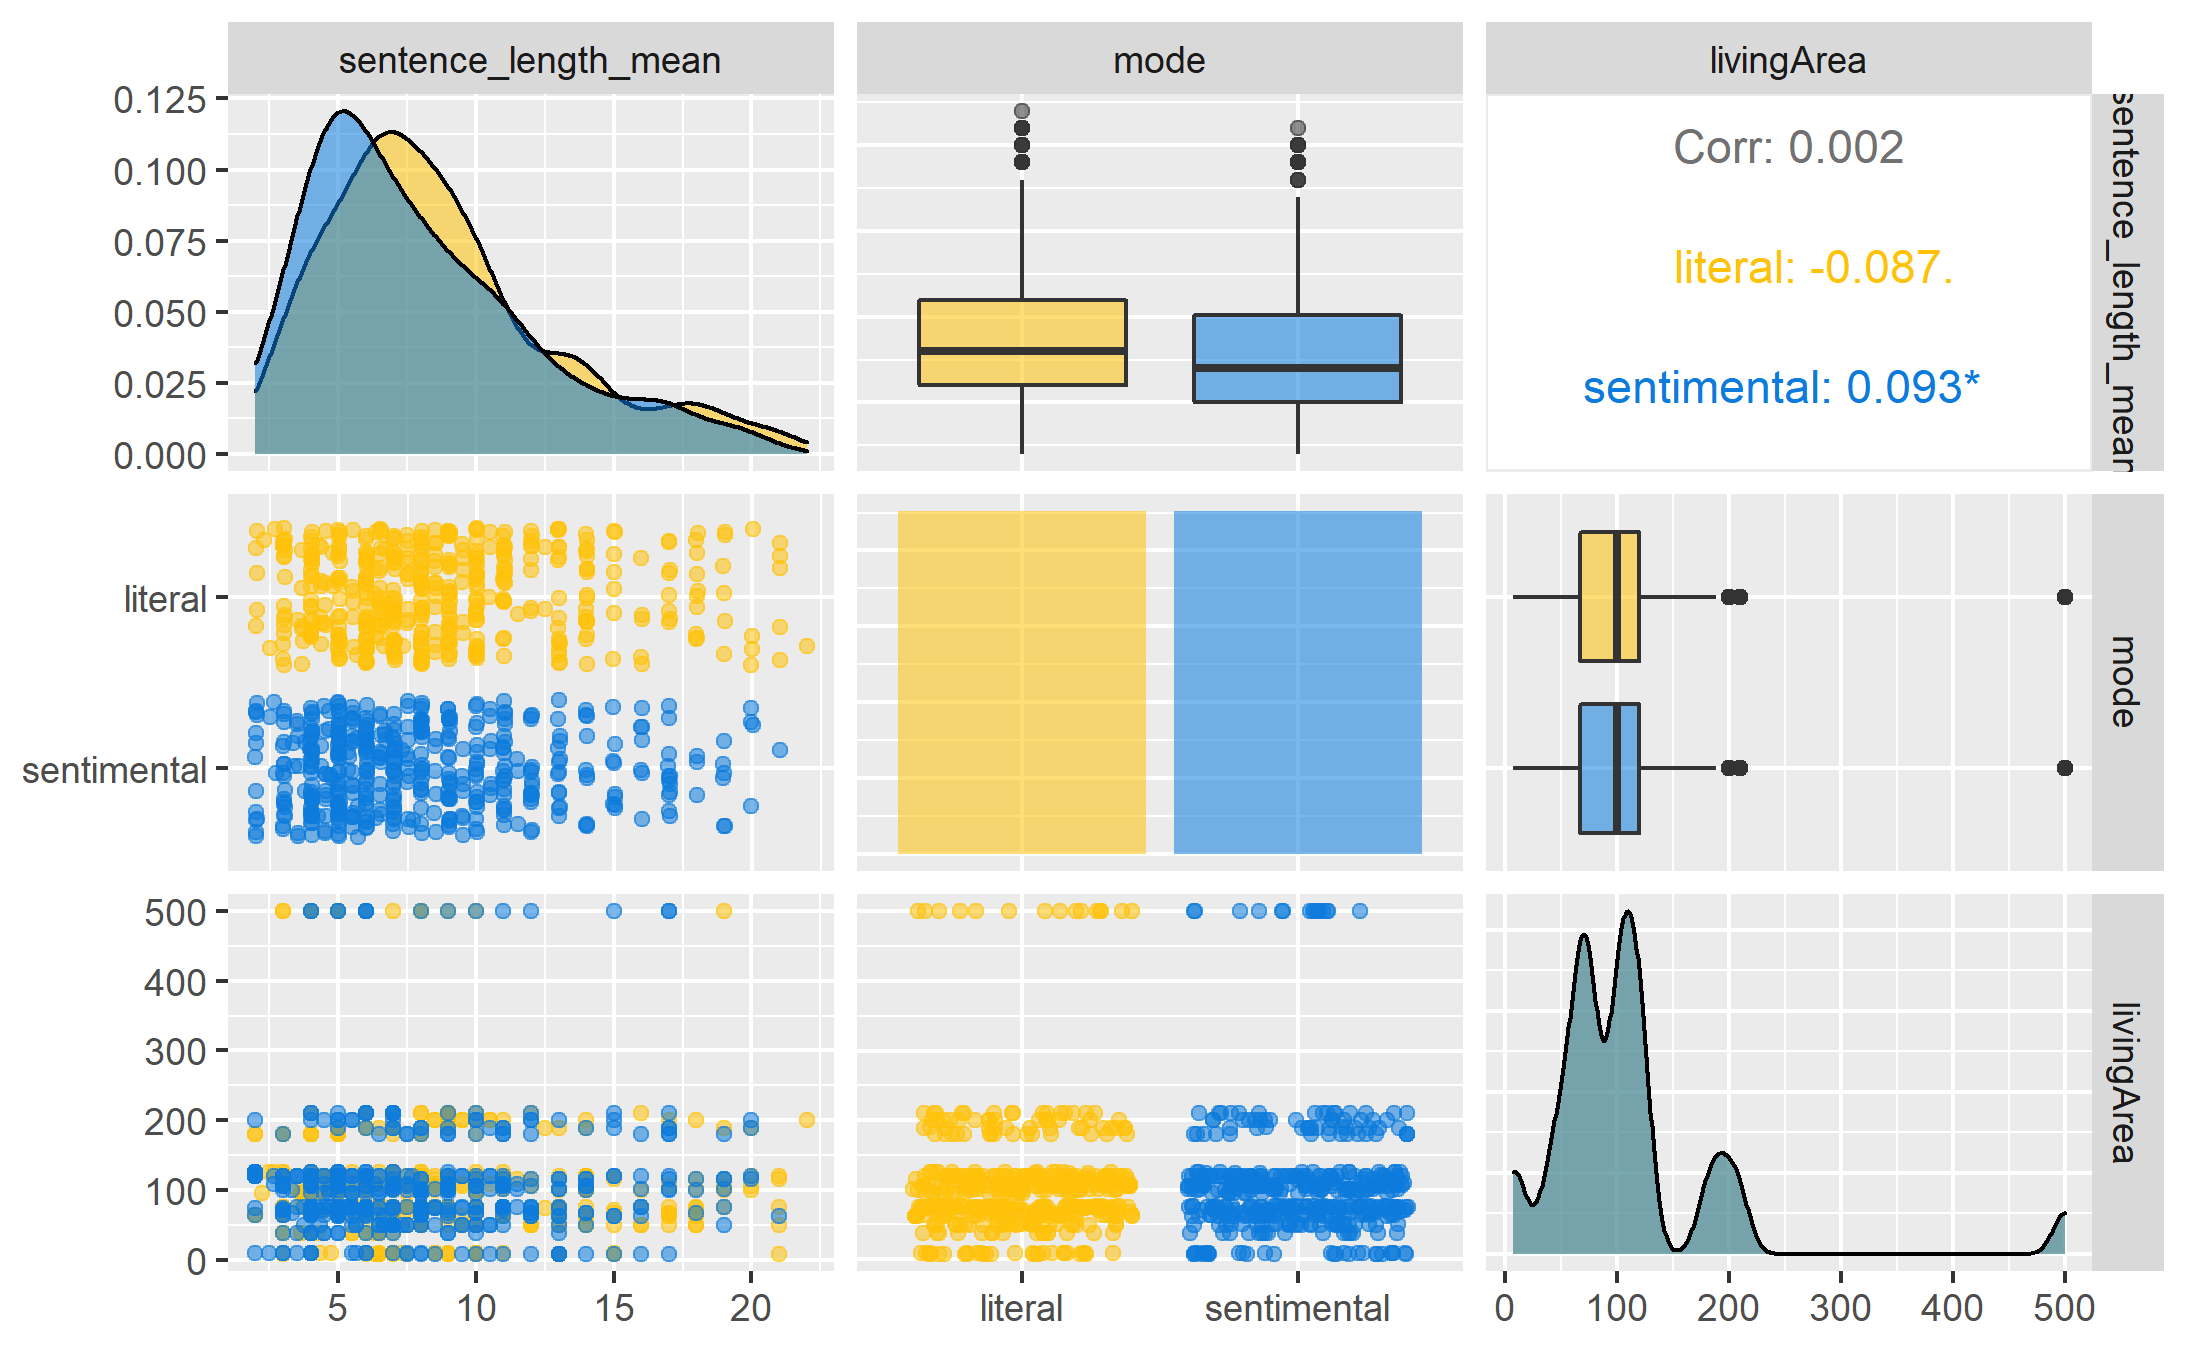 sentence_length_mean
mode
livingArea
0.125
0.100
0.075
0.050
0.025
0.000
Corr: 0.002
literal: -0.087.
sentimental: 0.093*
sentence_length_mean
literal
sentimental
mode
500
400
300
200
100
0
livingArea
5 10 15 20
literal sentimental
0 100 200 300 400 500